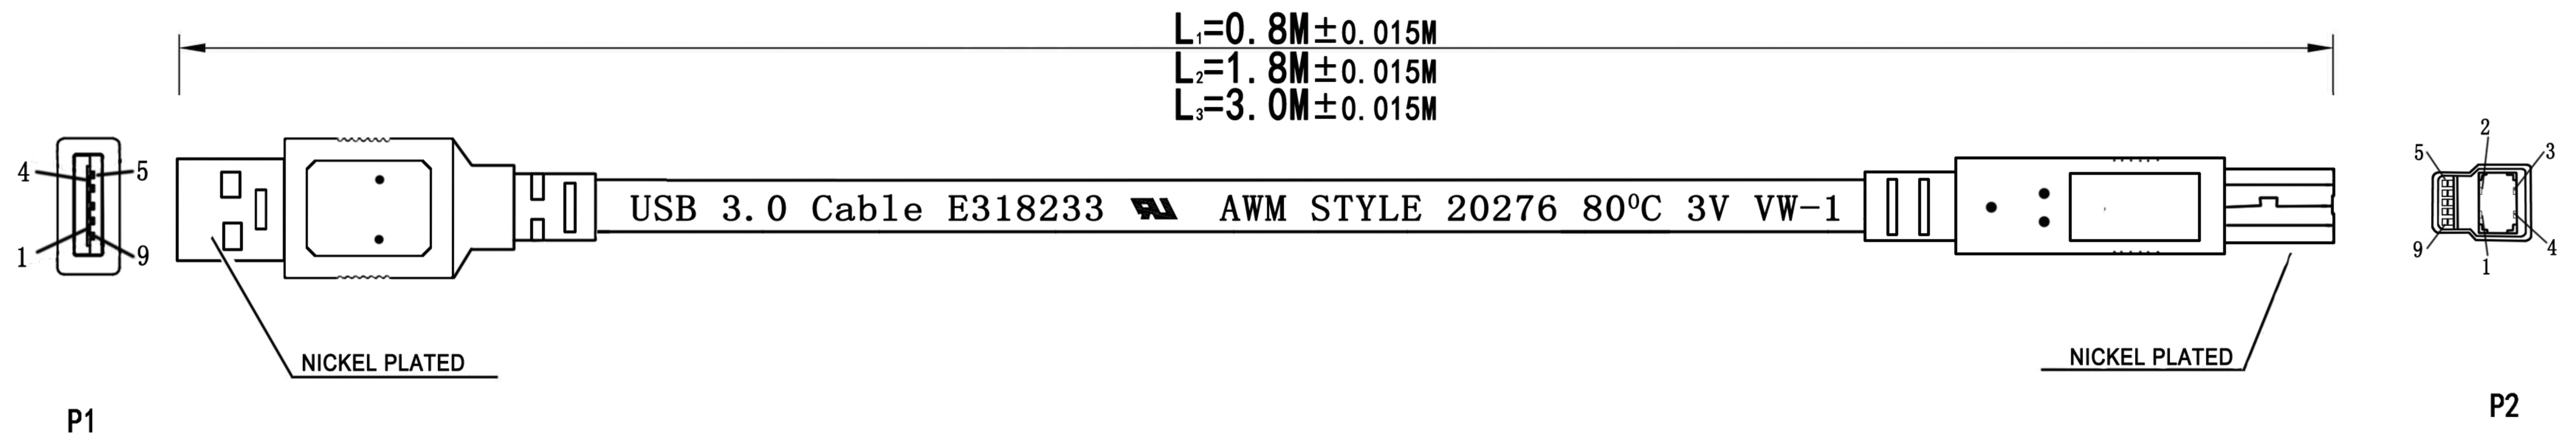 L₁=0.8M±0.015M
L₂=1.8M±0.015M
L₃=3.0M±0.015M
4 5
1 9
USB 3.0 Cable E318233 RU AWM STYLE 20276 80⁰C 3V VW-1
2
5 3
9 4
1
NICKEL PLATED
NICKEL PLATED
P1
P2